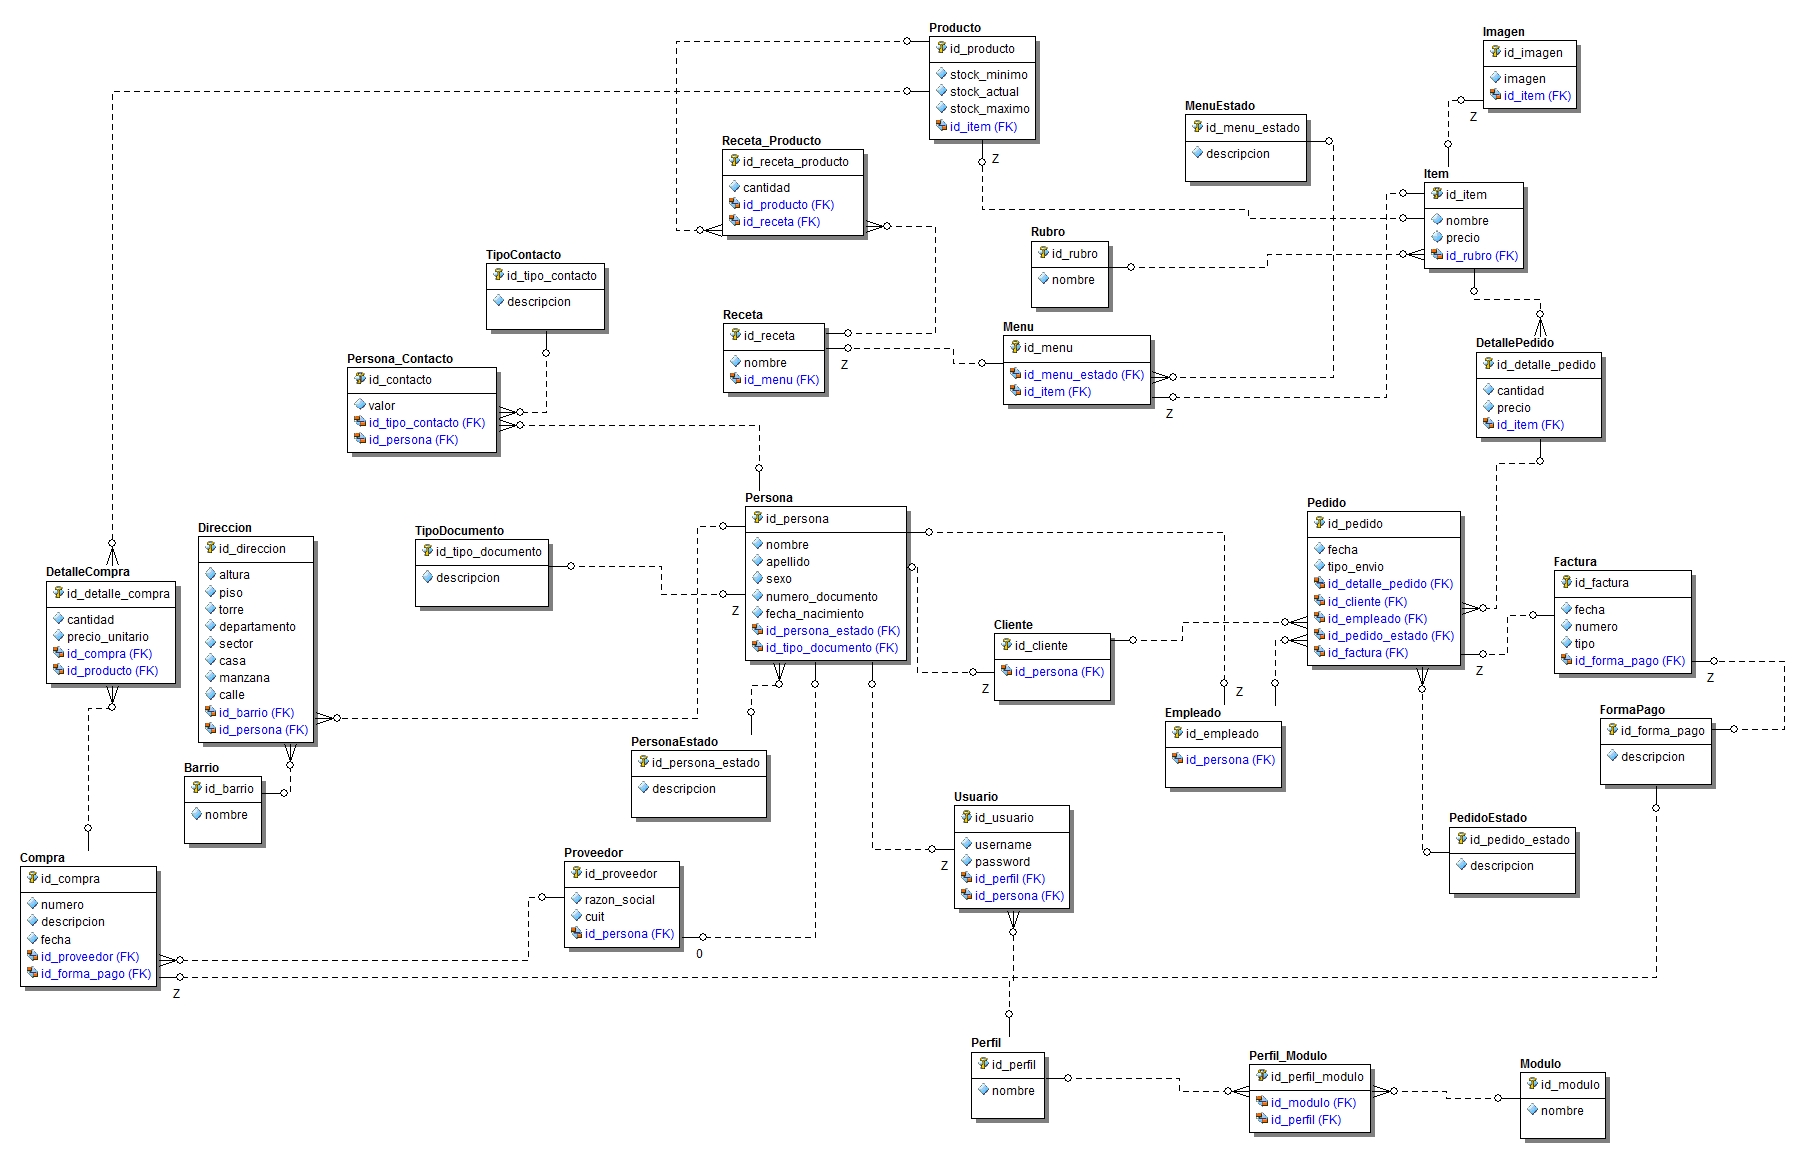 Producto
id_producto
stock_minimo
stock_actual
stock_maximo
id_item (FK)
Z
Imagen
id_imagen
imagen
id_item (FK)
Z
MenuEstado
id_menu_estado
descripcion
Receta_Producto
id_receta_producto
cantidad
id_producto (FK)
id_receta (FK)
Item
id_item
nombre
precio
id_rubro (FK)
Rubro
id_rubro
nombre
TipoContacto
id_tipo_contacto
descripcion
Receta
id_receta
nombre
id_menu (FK)
Z
Menu
id_menu
id_menu_estado (FK)
id_item (FK)
Z
DetallePedido
id_detalle_pedido
cantidad
precio
id_item (FK)
Persona_Contacto
id_contacto
valor
id_tipo_contacto (FK)
id_persona (FK)
Persona
id_persona
nombre
apellido
sexo
numero_documento
fecha_nacimiento
id_persona_estado (FK)
id_tipo_documento (FK)
Z
TipoDocumento
id_tipo_documento
descripcion
Direccion
id_direccion
altura
piso
torre
departamento
sector
casa
manzana
calle
id_barrio (FK)
id_persona (FK)
DetalleCompra
id_detalle_compra
cantidad
precio_unitario
id_compra (FK)
id_producto (FK)
Pedido
id_pedido
fecha
tipo_envio
id_detalle_pedido (FK)
id_cliente (FK)
id_empleado (FK)
id_pedido_estado (FK)
id_factura (FK)
Z
Factura
id_factura
fecha
numero
tipo
id_forma_pago (FK)
Z
Cliente
id_cliente
id_persona (FK)
Z
Empleado
id_empleado
id_persona (FK)
Z
FormaPago
id_forma_pago
descripcion
PersonaEstado
id_persona_estado
descripcion
Barrio
id_barrio
nombre
Usuario
id_usuario
username
password
id_perfil (FK)
id_persona (FK)
Z
PedidoEstado
id_pedido_estado
descripcion
Proveedor
id_proveedor
razon_social
cuit
id_persona (FK)
0
Compra
id_compra
numero
descripcion
fecha
id_proveedor (FK)
id_forma_pago (FK)
Z
Perfil
id_perfil
nombre
Perfil_Modulo
id_perfil_modulo
id_modulo (FK)
id_perfil (FK)
Modulo
id_modulo
nombre